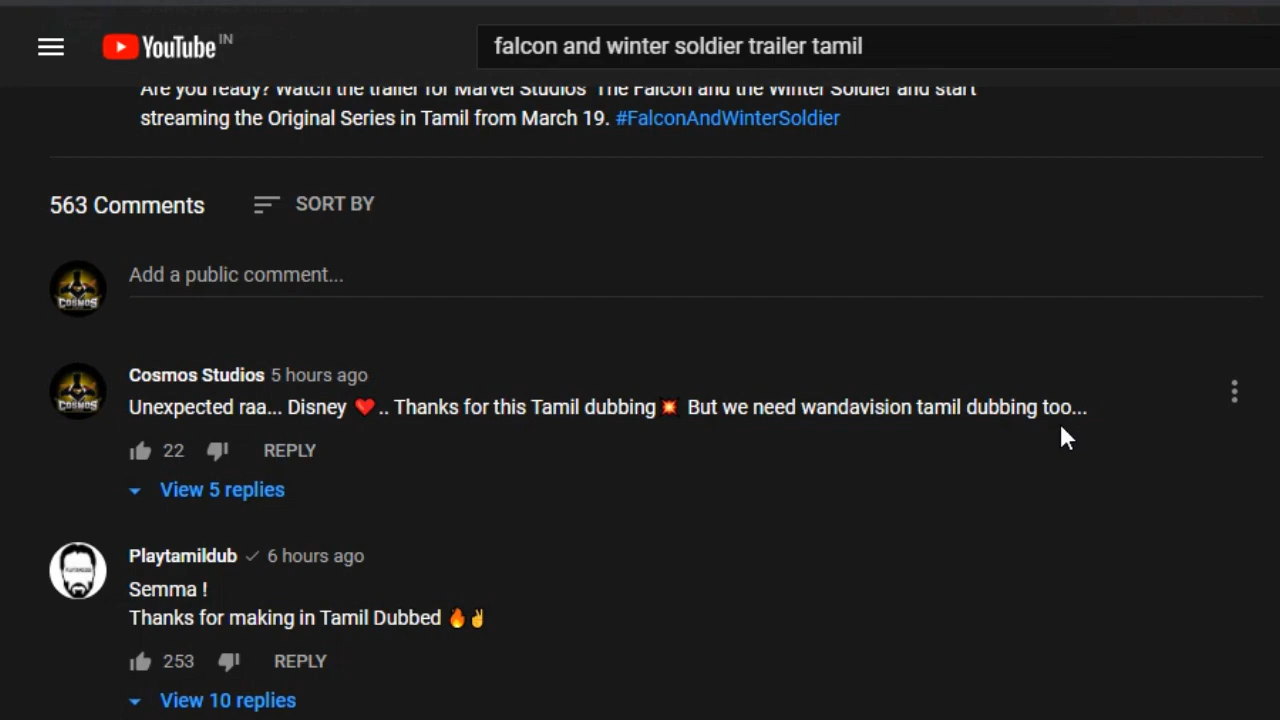 YouTube IN
falcon and winter soldier trailer tamil
Are you ready? Watch the trailer for Marvel Studios' The Falcon and the Winter Soldier and start
streaming the Original Series in Tamil from March 19. #FalconAndWinterSoldier
563 Comments SORT BY
COSMOS Add a public comment...
Cosmos Studios 5 hours ago
COSMOS Unexpected raa... Disney ❤️.. Thanks for this Tamil dubbing💥 But we need wandavision tamil dubbing too...
22 REPLY
View 5 replies
Playtamildub ✓ 6 hours ago
Semma !
Thanks for making in Tamil Dubbed 🔥✌️
253 REPLY
View 10 replies